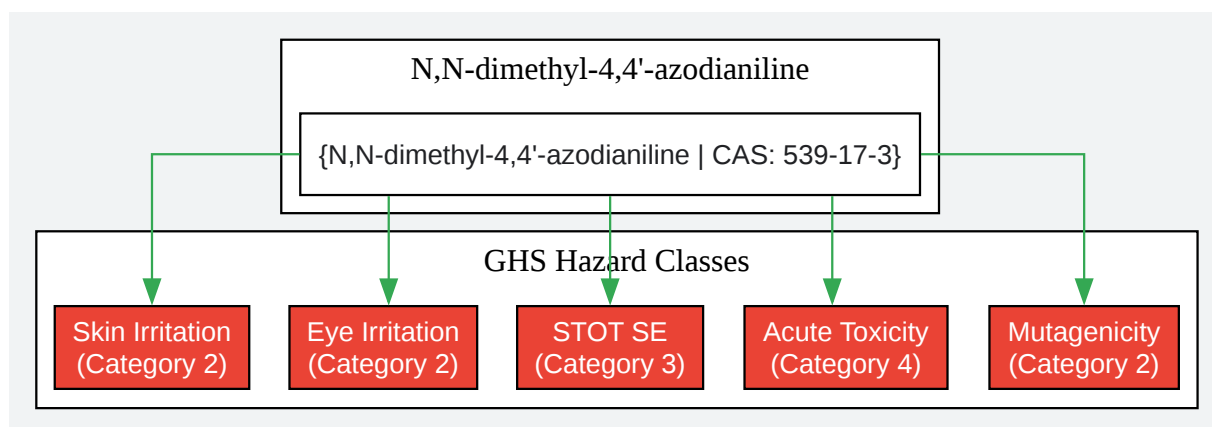 N,N-dimethyl-4,4'-azodianiline
{N,N-dimethyl-4,4'-azodianiline | CAS: 539-17-3}
GHS Hazard Classes
Skin Irritation
(Category 2)
Eye Irritation
(Category 2)
STOT SE
(Category 3)
Acute Toxicity
(Category 4)
Mutagenicity
(Category 2)